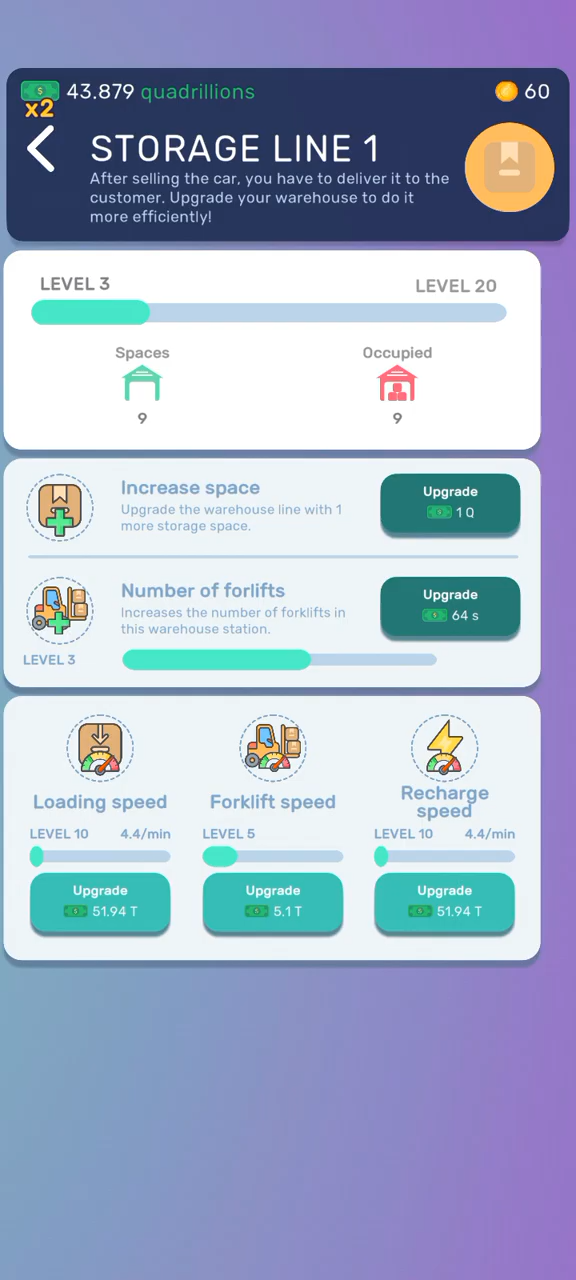 43.879 quadrillions
60
x2
STORAGE LINE 1
After selling the car, you have to deliver it to the
customer. Upgrade your warehouse to do it
more efficiently!
LEVEL 3
LEVEL 20
Spaces
Occupied
9
9
Increase space
Upgrade the warehouse line with 1
more storage space.
Upgrade
1 Q
Number of forlifts
Increases the number of forklifts in
this warehouse station.
Upgrade
64 s
LEVEL 3
Loading speed
Forklift speed
Recharge
speed
LEVEL 10 4.4/min
LEVEL 5
LEVEL 10 4.4/min
Upgrade
51.94 T
Upgrade
5.1 T
Upgrade
51.94 T